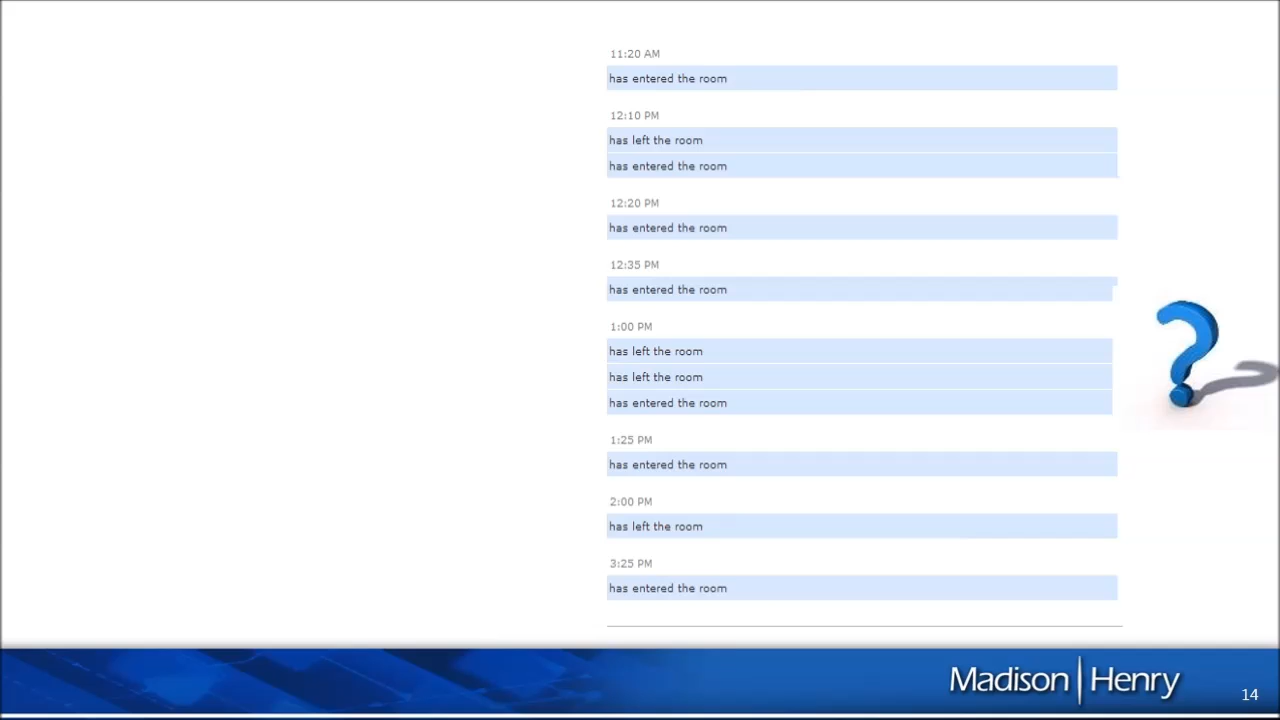 11:20 AM
has entered the room
12:10 PM
has left the room
has entered the room
12:20 PM
has entered the room
12:35 PM
has entered the room
1:00 PM
has left the room
has left the room
has entered the room
1:25 PM
has entered the room
2:00 PM
has left the room
3:25 PM
has entered the room
Madison|Henry
14